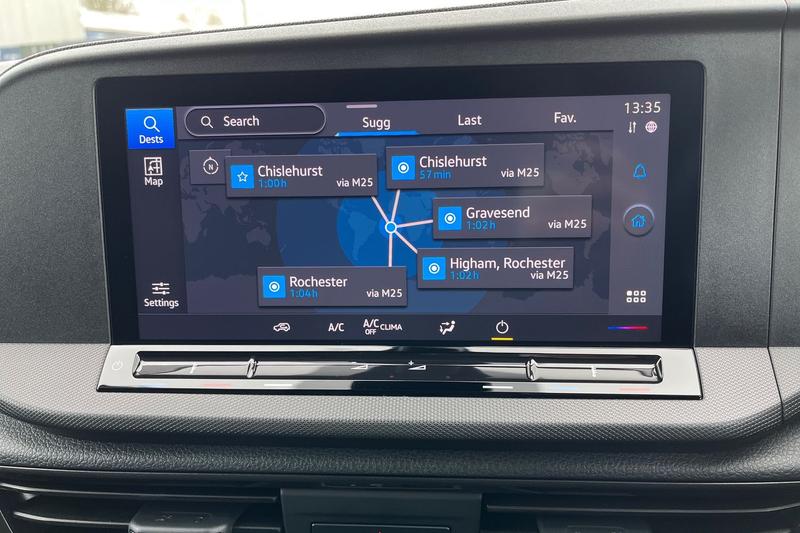 13:35
Search
Sugg
Last
Fav.
Dests
Map
N
Chislehurst
1:00h via M25
Chislehurst
57 min via M25
Gravesend
1:02h via M25
Higham, Rochester
1:02h via M25
Rochester
1:04h via M25
Settings
A/C
A/C
OFF CLIMA